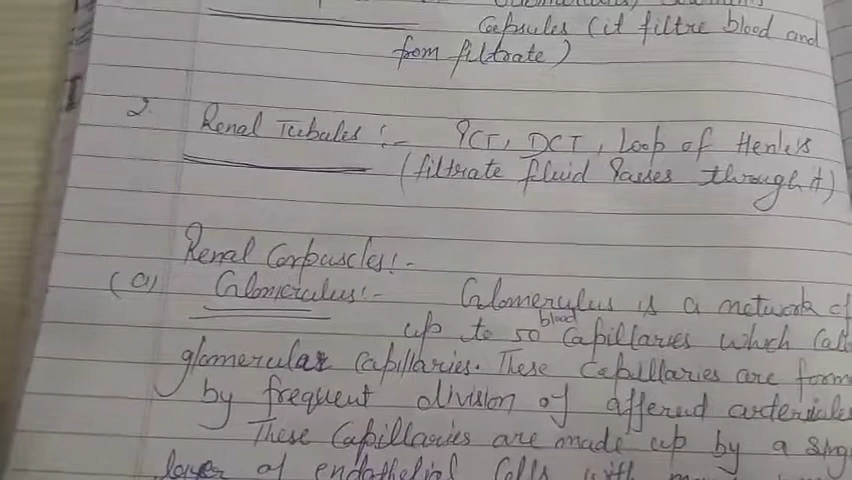 Capsules (it filtre blood and
from filtrate)
2. Renal Tubules :- PCT, DCT, Loop of Henle's
(filtrate fluid Passes through it)
Renal Corpuscles:-
(a) Glomerulus:- Glomerulus is a network of
up to 50 blood Capillaries which Call
glomerular Capillaries. These Capillaries are form
by frequent division of afferent arterioles
These Capillaries are made up by a Sing
layer of endothelial Cells with